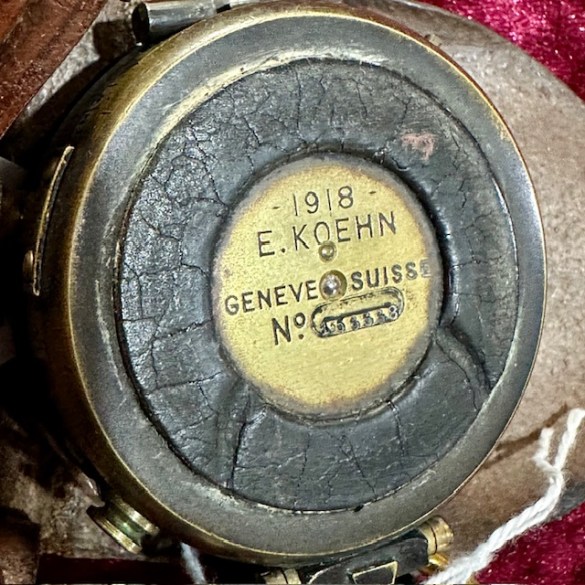 - 1918 -
E. KOEHN
GENEVE SUISSE
Nº